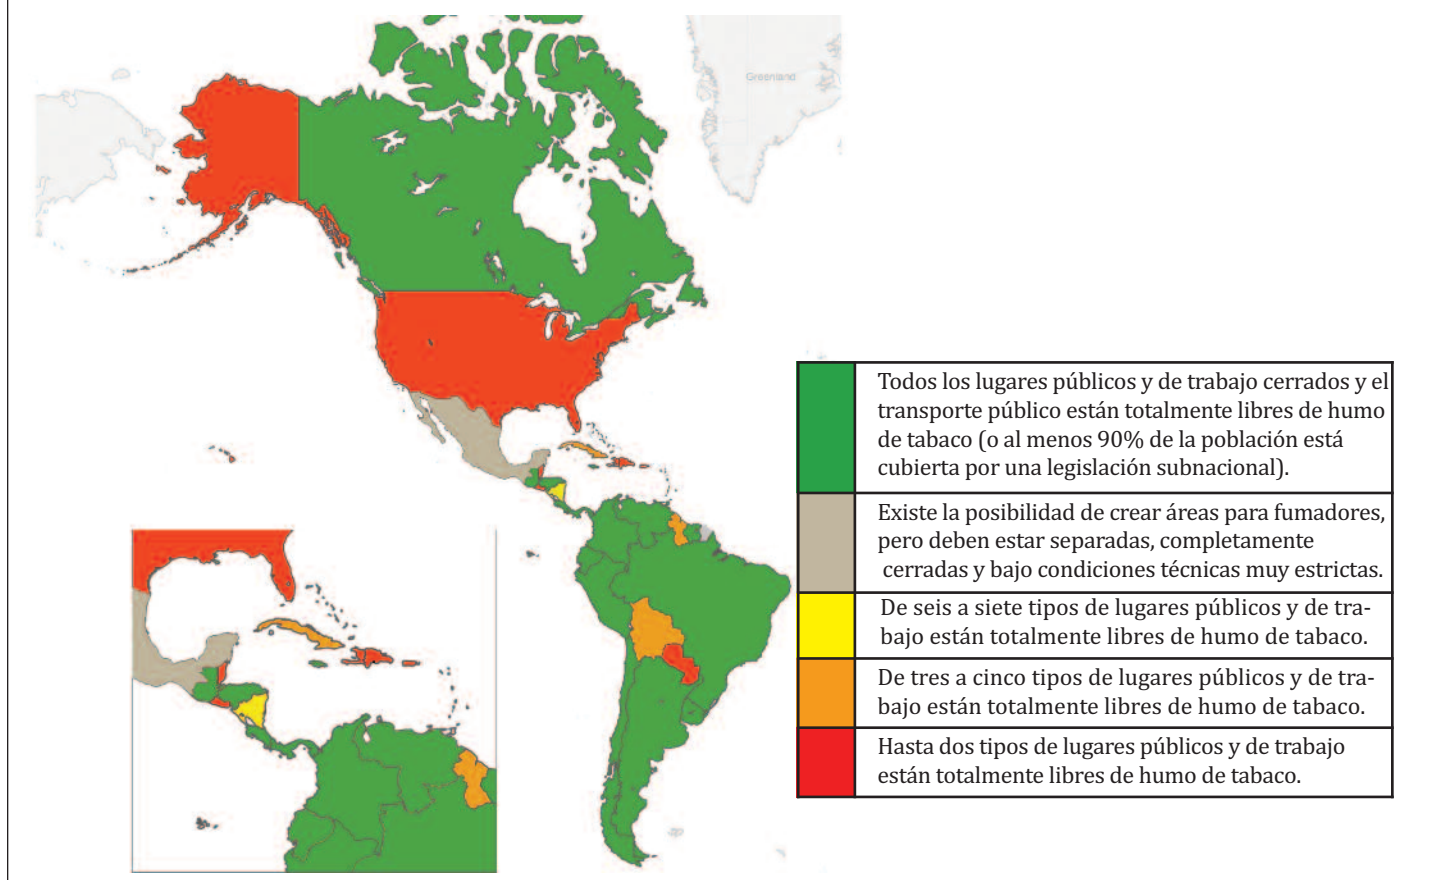 Greenland
Todos los lugares públicos y de trabajo cerrados y el
transporte público están totalmente libres de humo
de tabaco (o al menos 90% de la población está
cubierta por una legislación subnacional).
Existe la posibilidad de crear áreas para fumadores,
pero deben estar separadas, completamente
cerradas y bajo condiciones técnicas muy estrictas.
De seis a siete tipos de lugares públicos y de tra-
bajo están totalmente libres de humo de tabaco.
De tres a cinco tipos de lugares públicos y de tra-
bajo están totalmente libres de humo de tabaco.
Hasta dos tipos de lugares públicos y de trabajo
están totalmente libres de humo de tabaco.